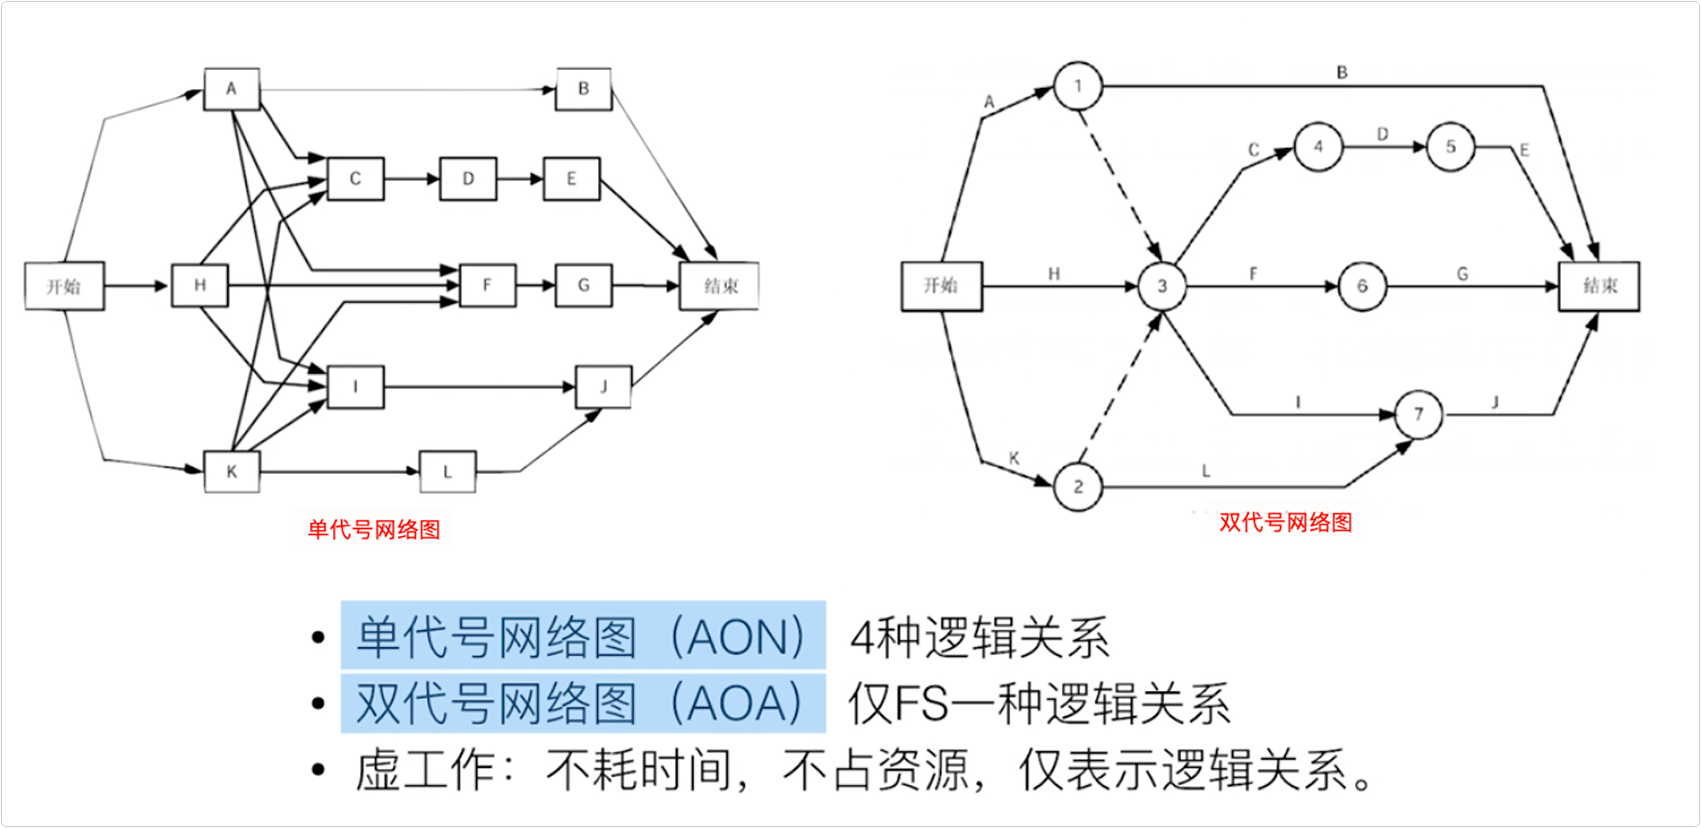 A
B
C
D
E
开始
H
F
G
结束
I
J
K
L
单代号网络图
A
1
B
C
4
D
5
E
开始
H
3
F
6
G
结束
I
7
J
K
2
L
双代号网络图
• 单代号网络图（AON） 4种逻辑关系
• 双代号网络图（AOA） 仅FS一种逻辑关系
• 虚工作：不耗时间，不占资源，仅表示逻辑关系。